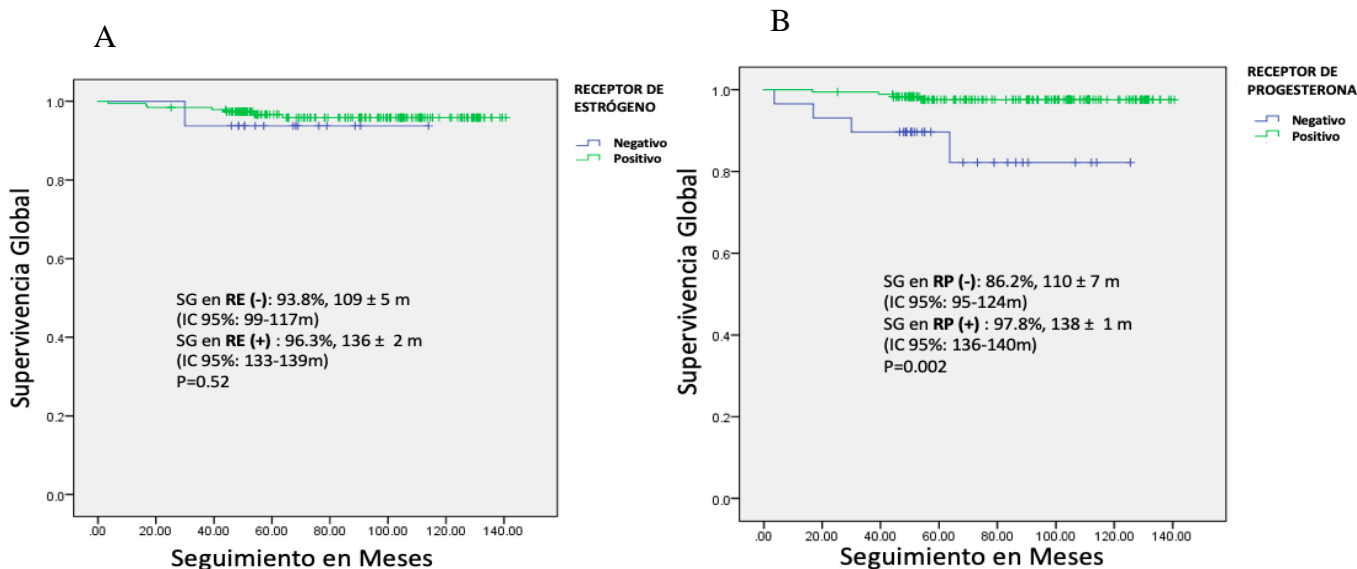 A
1.0
0.8
0.6
0.4
0.2
0.0
.00 20.00 40.00 60.00 80.00 100.00 120.00 140.00
Supervivencia Global
Seguimiento en Meses
RECEPTOR DE
ESTRÓGENO
Negativo
Positivo
SG en RE (-): 93.8%, 109 ± 5 m
(IC 95%: 99-117m)
SG en RE (+) : 96.3%, 136 ± 2 m
(IC 95%: 133-139m)
P=0.52
B
1.0
0.8
0.6
0.4
0.2
0.0
.00 20.00 40.00 60.00 80.00 100.00 120.00 140.00
Supervivencia Global
Seguimiento en Meses
RECEPTOR DE
PROGESTERONA
Negativo
Positivo
SG en RP (-): 86.2%, 110 ± 7 m
(IC 95%: 95-124m)
SG en RP (+) : 97.8%, 138 ± 1 m
(IC 95%: 136-140m)
P=0.002